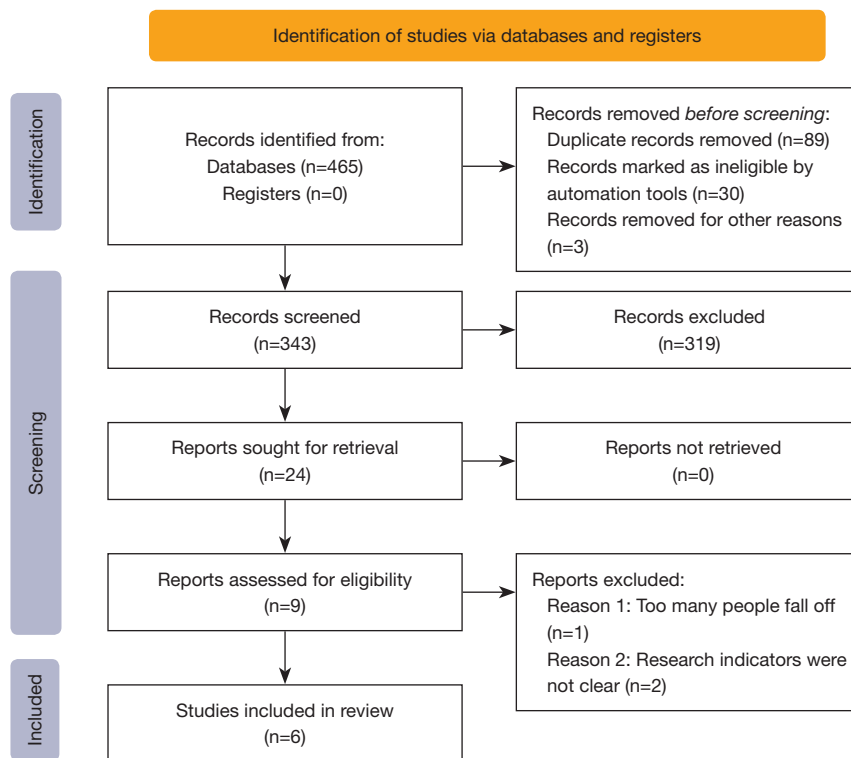 Identification of studies via databases and registers
Identification
Records identified from:
Databases (n=465)
Registers (n=0)
Records removed before screening:
Duplicate records removed (n=89)
Records marked as ineligible by
automation tools (n=30)
Records removed for other reasons
(n=3)
Screening
Records screened
(n=343)
Records excluded
(n=319)
Reports sought for retrieval
(n=24)
Reports not retrieved
(n=0)
Reports assessed for eligibility
(n=9)
Reports excluded:
Reason 1: Too many people fall off
(n=1)
Reason 2: Research indicators were
not clear (n=2)
Included
Studies included in review
(n=6)